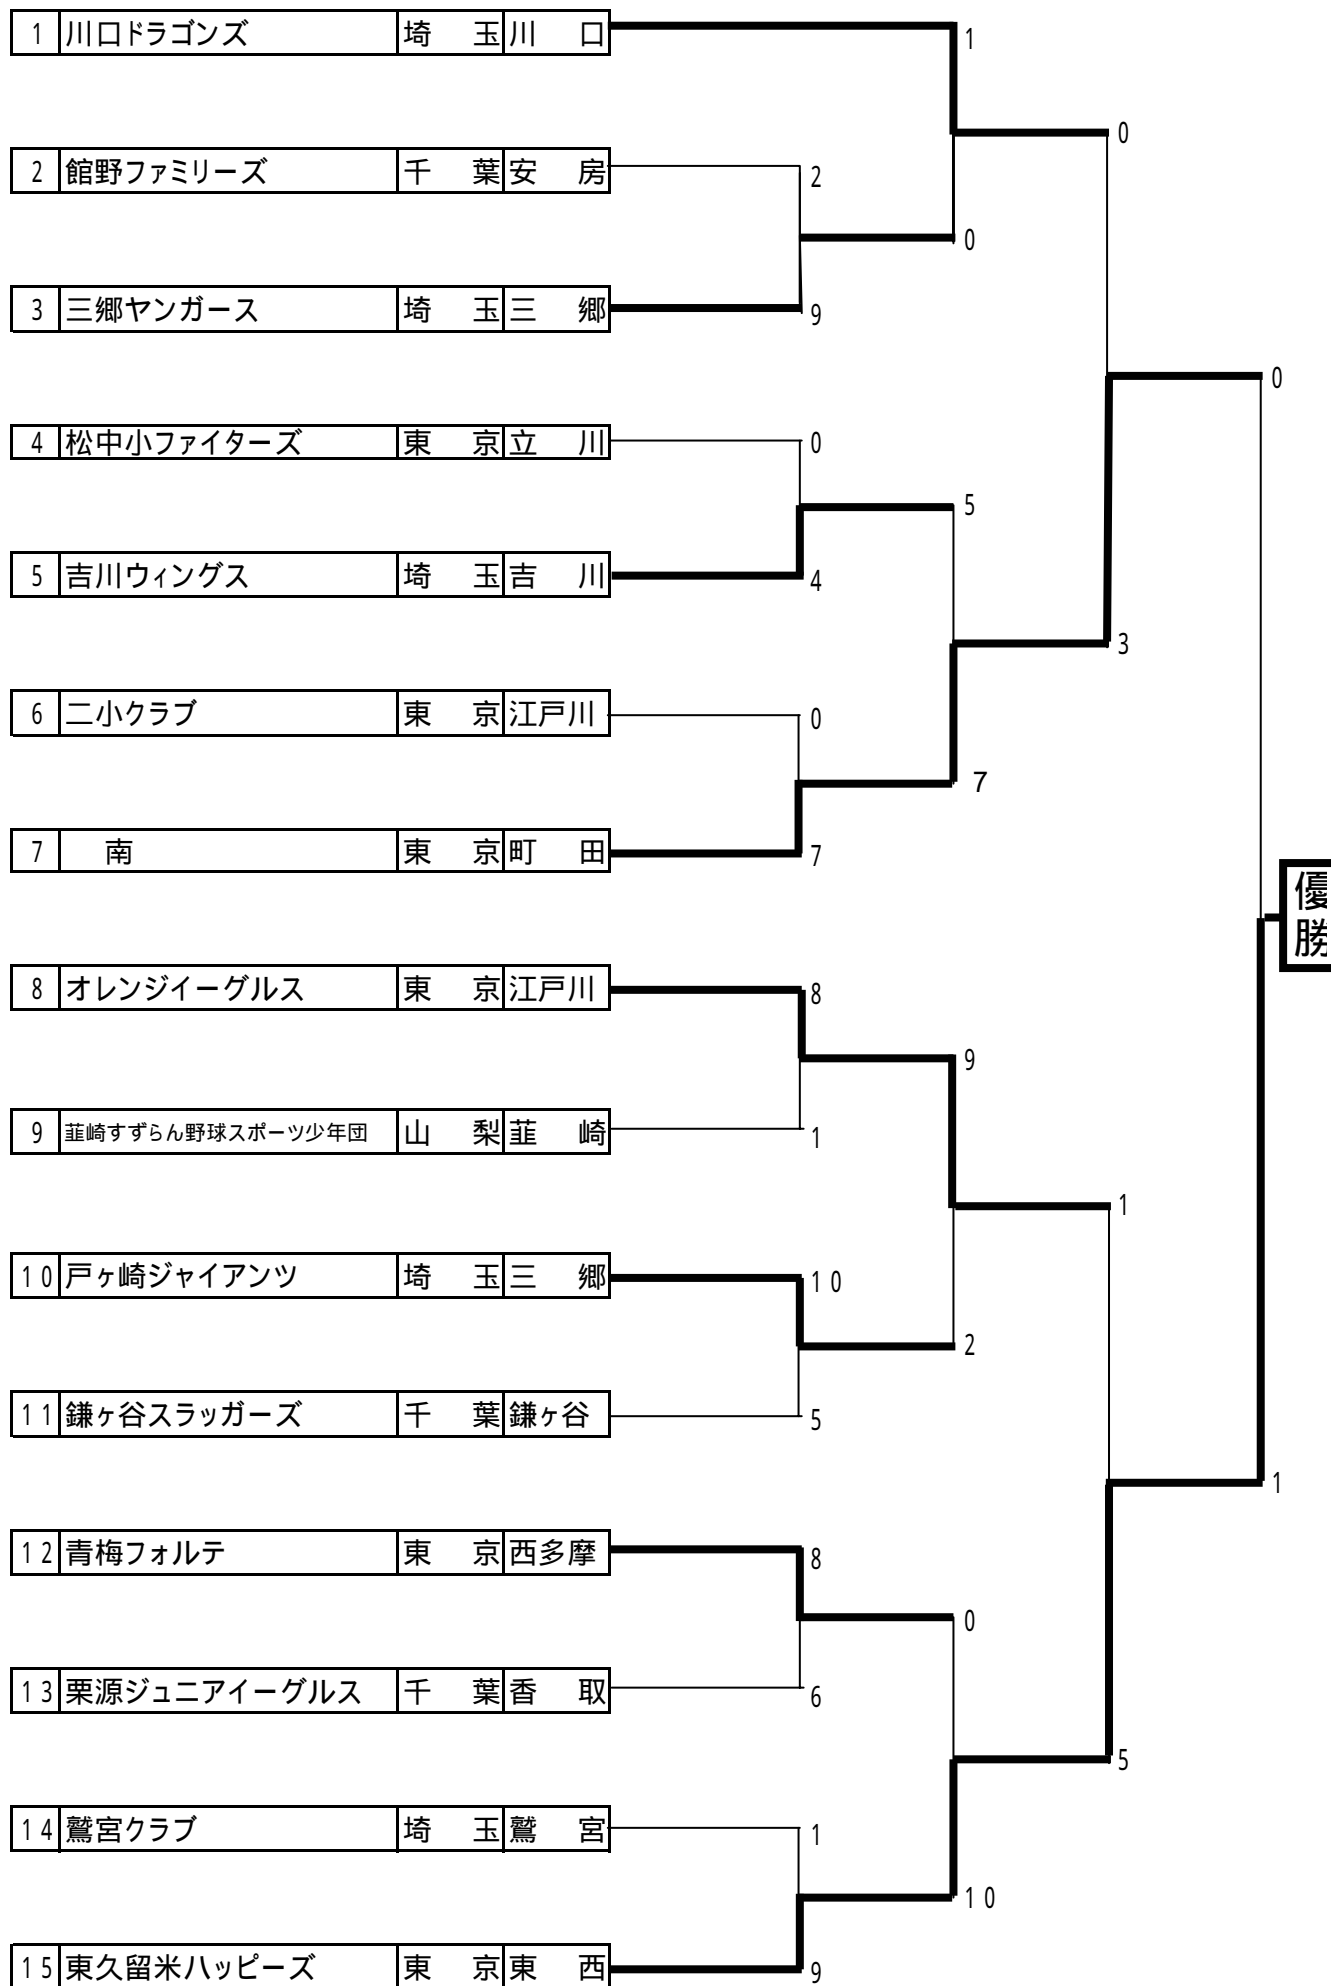 1 川口ドラゴンズ 埼 玉 川 口
1
0
2 館野ファミリーズ 千 葉 安 房
2
0
3 三郷ヤンガース 埼 玉 三 郷
9
0
4 松中小ファイターズ 東 京 立 川
0
5
5 吉川ウィングス 埼 玉 吉 川
4
3
6 二小クラブ 東 京 江戸川
0
7
7 南 東 京 町 田
7
優
勝
8 オレンジイーグルス 東 京 江戸川
8
9
9 韮崎すずらん野球スポーツ少年団 山 梨 韮 崎
1
1
10 戸ヶ崎ジャイアンツ 埼 玉 三 郷
10
2
11 鎌ヶ谷スラッガーズ 千 葉 鎌ヶ谷
5
1
12 青梅フォルテ 東 京 西多摩
8
0
13 栗源ジュニアイーグルス 千 葉 香 取
6
5
14 鷲宮クラブ 埼 玉 鷲 宮
1
10
15 東久留米ハッピーズ 東 京 東 西
9